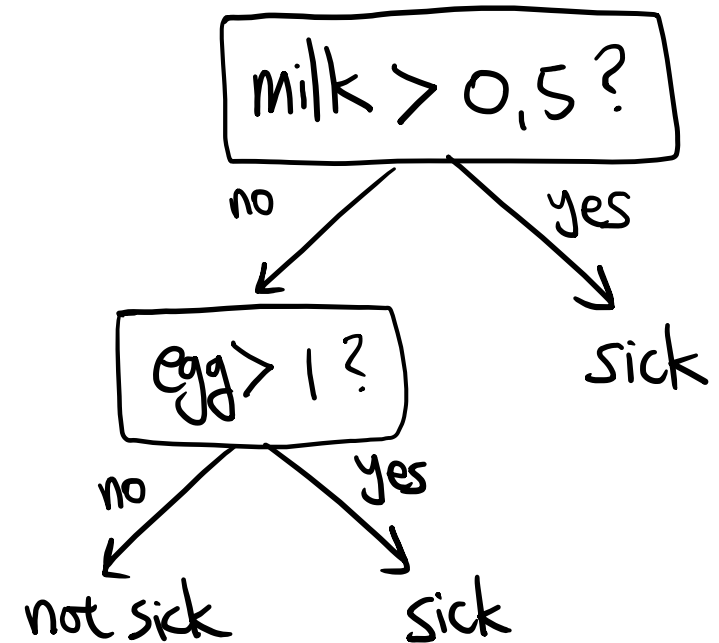 milk > 0,5?
no
yes
egg > 1?
sick
no
yes
not sick
sick